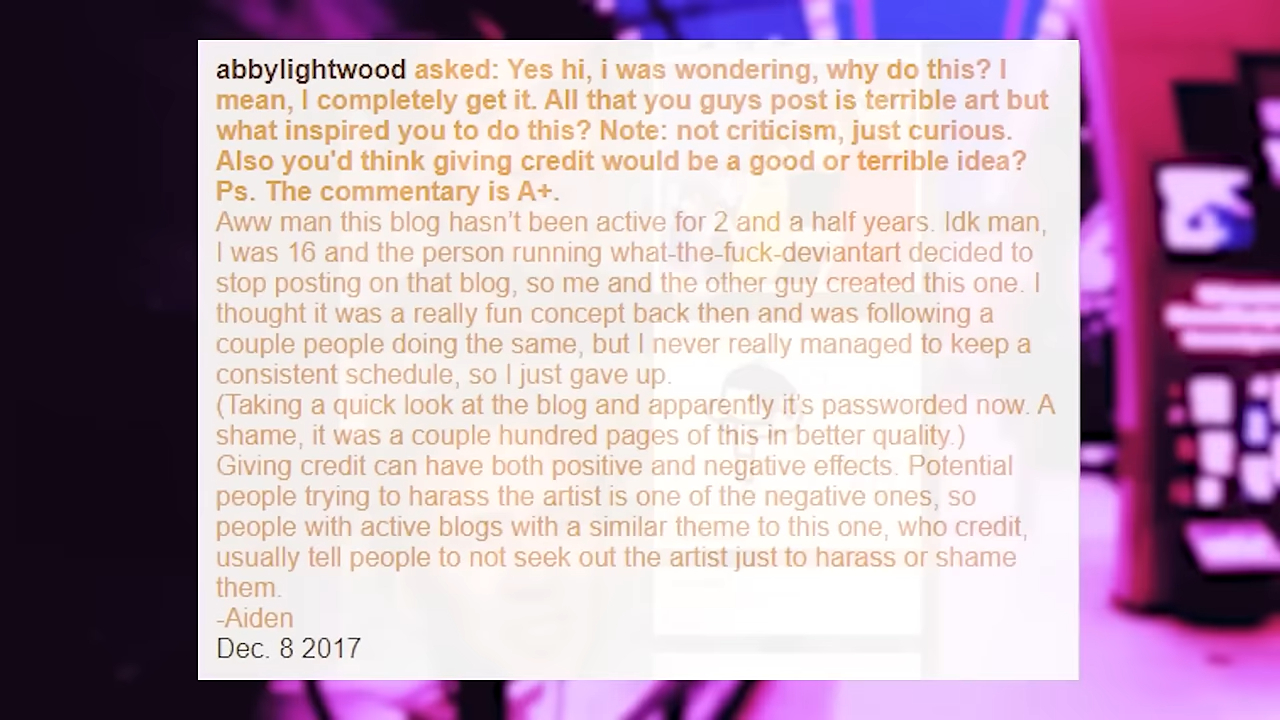 abbylightwood asked: Yes hi, i was wondering, why do this? I
mean, I completely get it. All that you guys post is terrible art but
what inspired you to do this? Note: not criticism, just curious.
Also you'd think giving credit would be a good or terrible idea?
Ps. The commentary is A+.
Aww man this blog hasn't been active for 2 and a half years. Idk man,
I was 16 and the person running what-the-fuck-deviantart decided to
stop posting on that blog, so me and the other guy created this one. I
thought it was a really fun concept back then and was following a
couple people doing the same, but I never really managed to keep a
consistent schedule, so I just gave up.
(Taking a quick look at the blog and apparently it's passworded now. A
shame, it was a couple hundred pages of this in better quality.)
Giving credit can have both positive and negative effects. Potential
people trying to harass the artist is one of the negative ones, so
people with active blogs with a similar theme to this one, who credit,
usually tell people to not seek out the artist just to harass or shame
them.
-Aiden
Dec. 8 2017